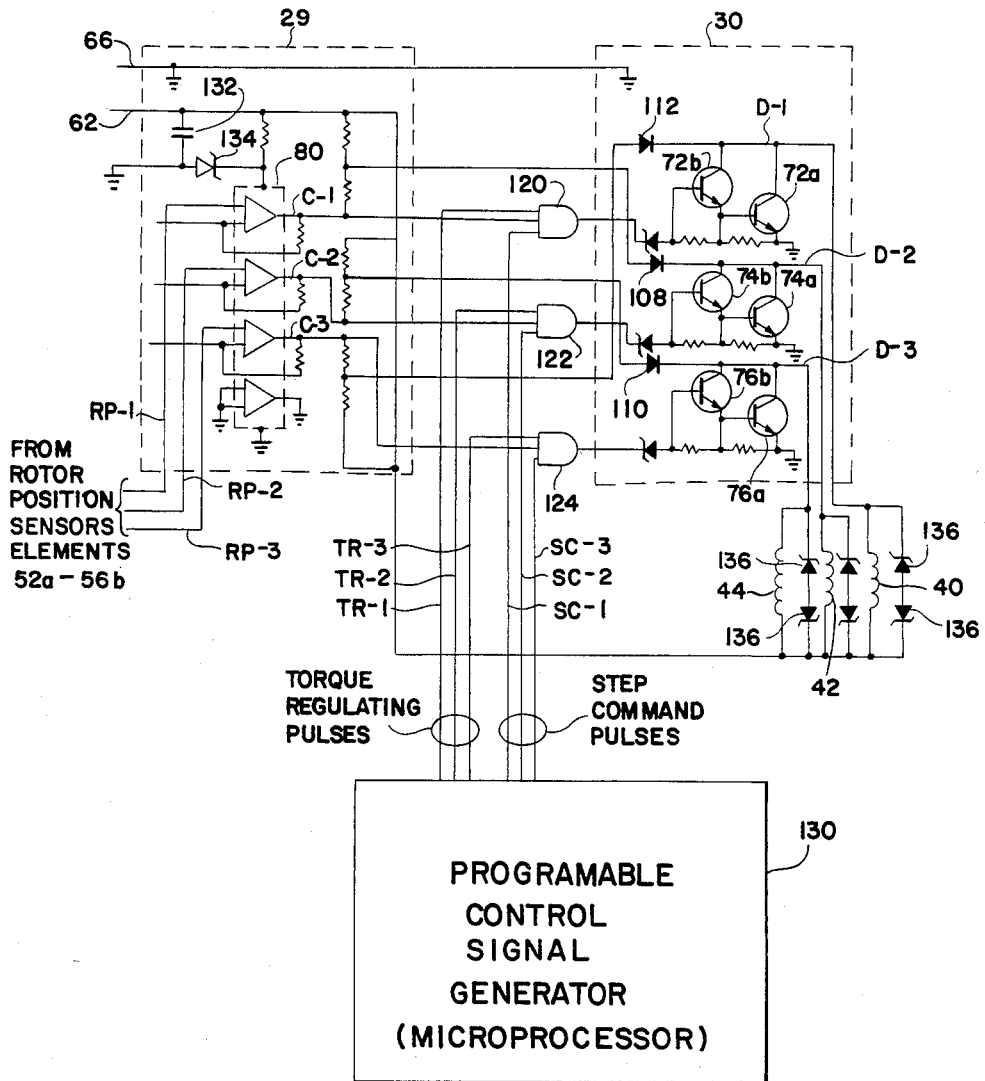 29
30
66
132
62
134
80
112
D-1
72b
72a
120
C-1
D-2
C-2
108
74b
74a
C-3
122
D-3
110
76b
RP-1
124
76a
FROM
ROTOR
POSITION
SENSORS
ELEMENTS
52a-56b
RP-2
RP-3
TR-3
TR-2
TR-1
SC-3
SC-2
SC-1
136
44
136
136
40
136
42
TORQUE
REGULATING
PULSES
STEP
COMMAND
PULSES
130
PROGRAMABLE
CONTROL
SIGNAL
GENERATOR
(MICROPROCESSOR)